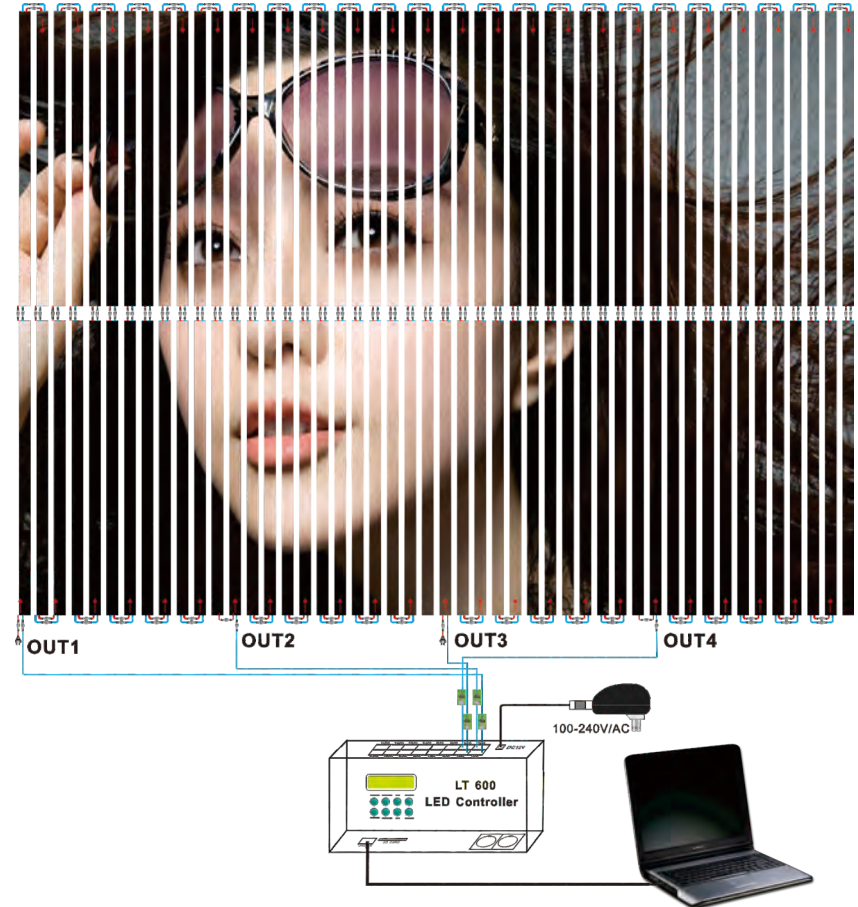 OUT1
OUT2
OUT3
OUT4
100-240V/AC
DC12V
LT 600
LED Controller